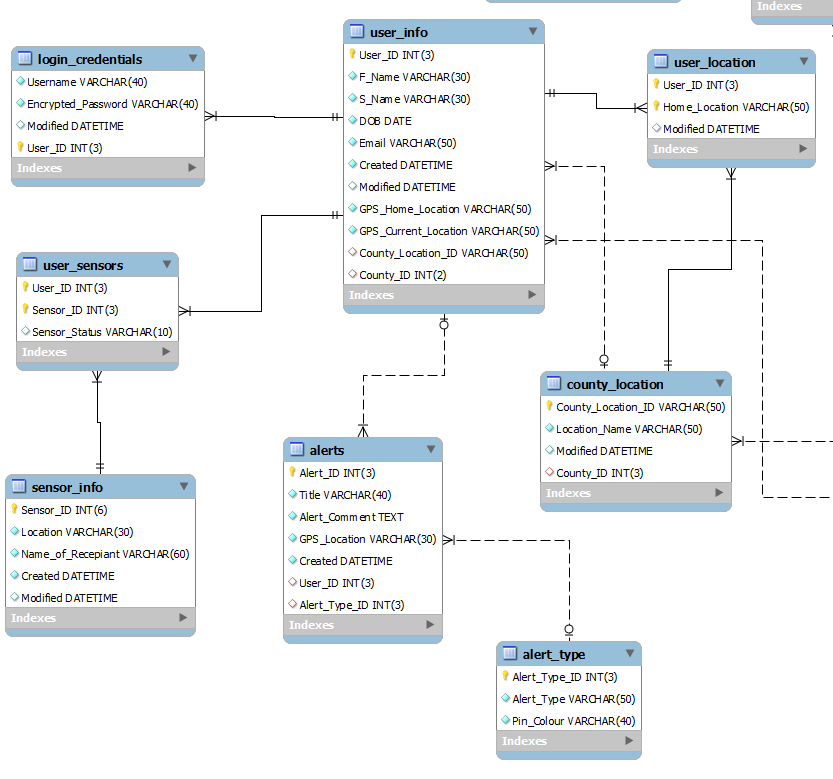 Indexes
login_credentials
Username VARCHAR(40)
Encrypted_Password VARCHAR(40)
Modified DATETIME
User_ID INT(3)
Indexes
user_info
User_ID INT(3)
F_Name VARCHAR(30)
S_Name VARCHAR(30)
DOB DATE
Email VARCHAR(50)
Created DATETIME
Modified DATETIME
GPS_Home_Location VARCHAR(50)
GPS_Current_Location VARCHAR(50)
County_Location_ID VARCHAR(50)
County_ID INT(2)
Indexes
user_location
User_ID INT(3)
Home_Location VARCHAR(50)
Modified DATETIME
Indexes
user_sensors
User_ID INT(3)
Sensor_ID INT(3)
Sensor_Status VARCHAR(10)
Indexes
county_location
County_Location_ID VARCHAR(50)
Location_Name VARCHAR(50)
Modified DATETIME
County_ID INT(3)
Indexes
sensor_info
Sensor_ID INT(6)
Location VARCHAR(30)
Name_of_Recepiant VARCHAR(60)
Created DATETIME
Modified DATETIME
Indexes
alerts
Alert_ID INT(3)
Title VARCHAR(40)
Alert_Comment TEXT
GPS_Location VARCHAR(30)
Created DATETIME
User_ID INT(3)
Alert_Type_ID INT(3)
Indexes
alert_type
Alert_Type_ID INT(3)
Alert_Type VARCHAR(50)
Pin_Colour VARCHAR(40)
Indexes